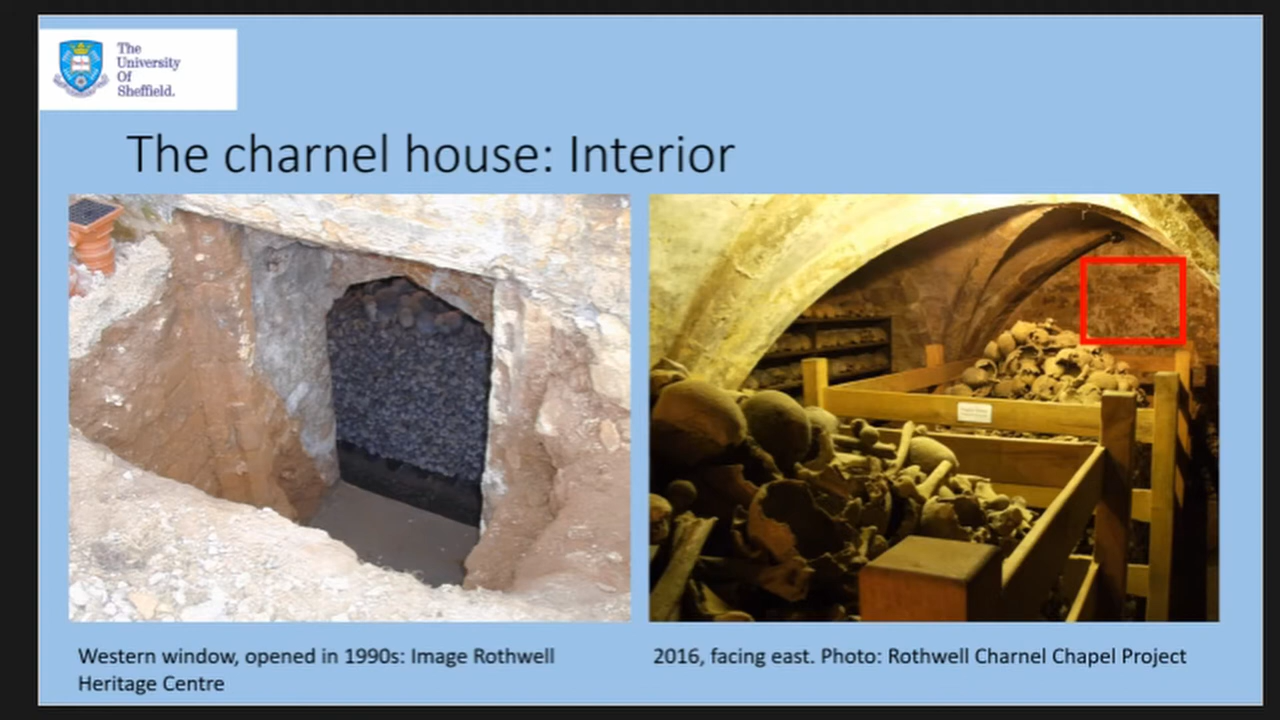 The
University
Of
Sheffield.
The charnel house: Interior
Western window, opened in 1990s: Image Rothwell
Heritage Centre
2016, facing east. Photo: Rothwell Charnel Chapel Project